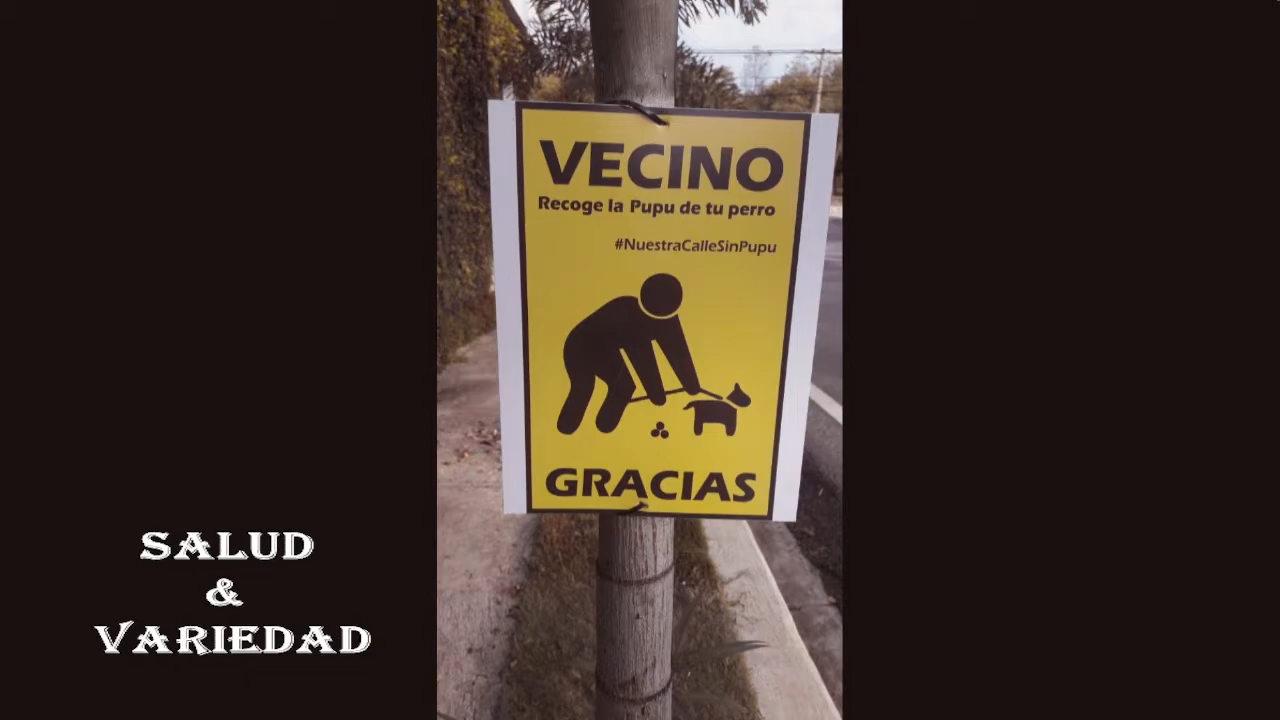 VECINO
Recoge la Pupu de tu perro
#NuestraCalleSinPupu
GRACIAS
SALUD
&
VARIEDAD